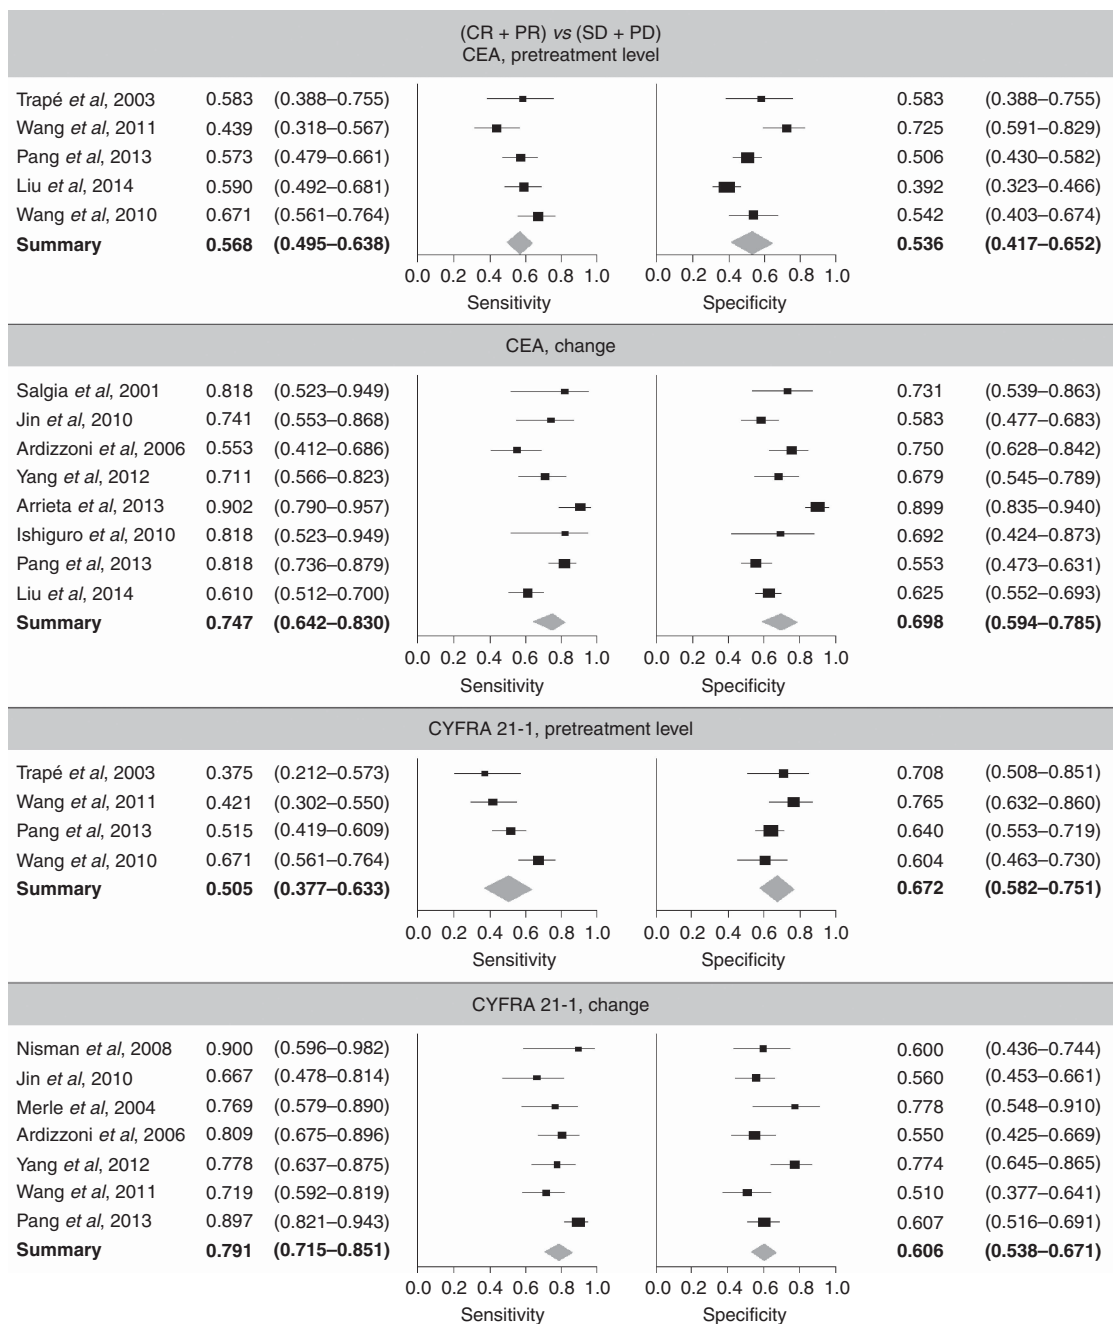 (CR + PR) vs (SD + PD)
CEA, pretreatment level
Trapé et al, 2003 0.583 (0.388–0.755) 0.583 (0.388–0.755)
Wang et al, 2011 0.439 (0.318–0.567) 0.725 (0.591–0.829)
Pang et al, 2013 0.573 (0.479–0.661) 0.506 (0.430–0.582)
Liu et al, 2014 0.590 (0.492–0.681) 0.392 (0.323–0.466)
Wang et al, 2010 0.671 (0.561–0.764) 0.542 (0.403–0.674)
Summary 0.568 (0.495–0.638) 0.536 (0.417–0.652)
0.0 0.2 0.4 0.6 0.8 1.0 0.0 0.2 0.4 0.6 0.8 1.0
Sensitivity Specificity
CEA, change
Salgia et al, 2001 0.818 (0.523–0.949) 0.731 (0.539–0.863)
Jin et al, 2010 0.741 (0.553–0.868) 0.583 (0.477–0.683)
Ardizzoni et al, 2006 0.553 (0.412–0.686) 0.750 (0.628–0.842)
Yang et al, 2012 0.711 (0.566–0.823) 0.679 (0.545–0.789)
Arrieta et al, 2013 0.902 (0.790–0.957) 0.899 (0.835–0.940)
Ishiguro et al, 2010 0.818 (0.523–0.949) 0.692 (0.424–0.873)
Pang et al, 2013 0.818 (0.736–0.879) 0.553 (0.473–0.631)
Liu et al, 2014 0.610 (0.512–0.700) 0.625 (0.552–0.693)
Summary 0.747 (0.642–0.830) 0.698 (0.594–0.785)
0.0 0.2 0.4 0.6 0.8 1.0 0.0 0.2 0.4 0.6 0.8 1.0
Sensitivity Specificity
CYFRA 21-1, pretreatment level
Trapé et al, 2003 0.375 (0.212–0.573) 0.708 (0.508–0.851)
Wang et al, 2011 0.421 (0.302–0.550) 0.765 (0.632–0.860)
Pang et al, 2013 0.515 (0.419–0.609) 0.640 (0.553–0.719)
Wang et al, 2010 0.671 (0.561–0.764) 0.604 (0.463–0.730)
Summary 0.505 (0.377–0.633) 0.672 (0.582–0.751)
0.0 0.2 0.4 0.6 0.8 1.0 0.0 0.2 0.4 0.6 0.8 1.0
Sensitivity Specificity
CYFRA 21-1, change
Nisman et al, 2008 0.900 (0.596–0.982) 0.600 (0.436–0.744)
Jin et al, 2010 0.667 (0.478–0.814) 0.560 (0.453–0.661)
Merle et al, 2004 0.769 (0.579–0.890) 0.778 (0.548–0.910)
Ardizzoni et al, 2006 0.809 (0.675–0.896) 0.550 (0.425–0.669)
Yang et al, 2012 0.778 (0.637–0.875) 0.774 (0.645–0.865)
Wang et al, 2011 0.719 (0.592–0.819) 0.510 (0.377–0.641)
Pang et al, 2013 0.897 (0.821–0.943) 0.607 (0.516–0.691)
Summary 0.791 (0.715–0.851) 0.606 (0.538–0.671)
0.0 0.2 0.4 0.6 0.8 1.0 0.0 0.2 0.4 0.6 0.8 1.0
Sensitivity Specificity